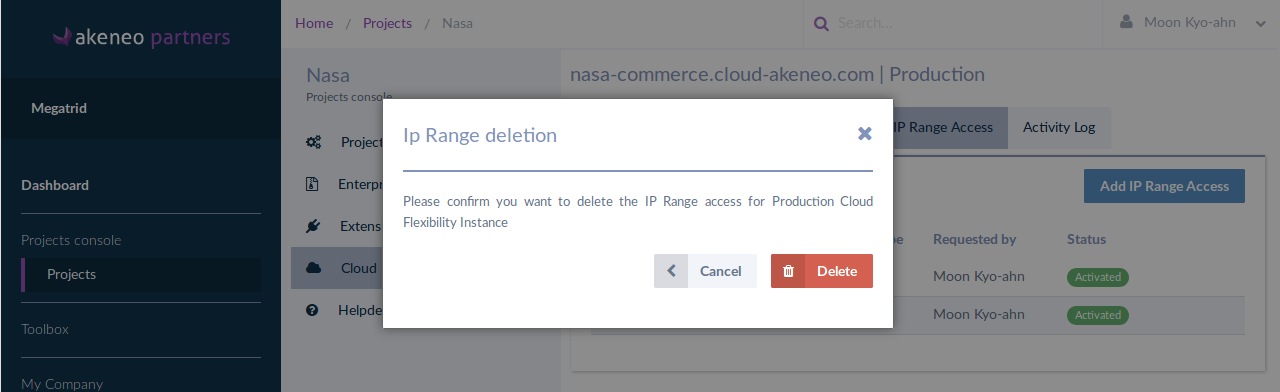 akeneo partners
Megatrid
Dashboard
Projects console
Projects
Toolbox
My Company
Home / Projects / Nasa
Search...
Moon Kyo-ahn
Nasa
Projects console
Project
Enterpr
Extens
Cloud
Helpde
nasa-commerce.cloud-akeneo.com | Production
IP Range Access
Activity Log
Add IP Range Access
pe Requested by Status
Moon Kyo-ahn Activated
Moon Kyo-ahn Activated
Ip Range deletion
Please confirm you want to delete the IP Range access for Production Cloud
Flexibility Instance
Cancel
Delete